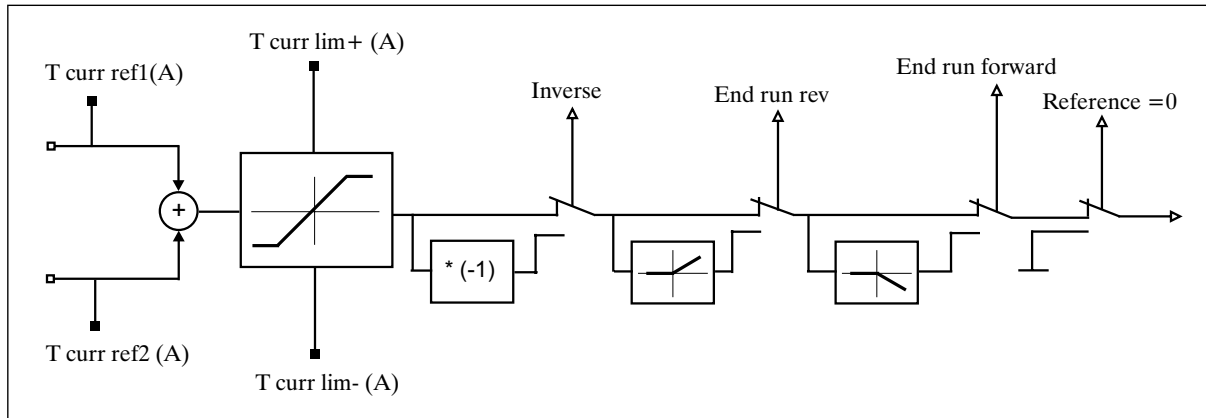 T curr lim+ (A)
T curr ref1(A)
End run forward
Inverse
End run rev
Reference =0
+
* (-1)
T curr ref2 (A)
T curr lim- (A)